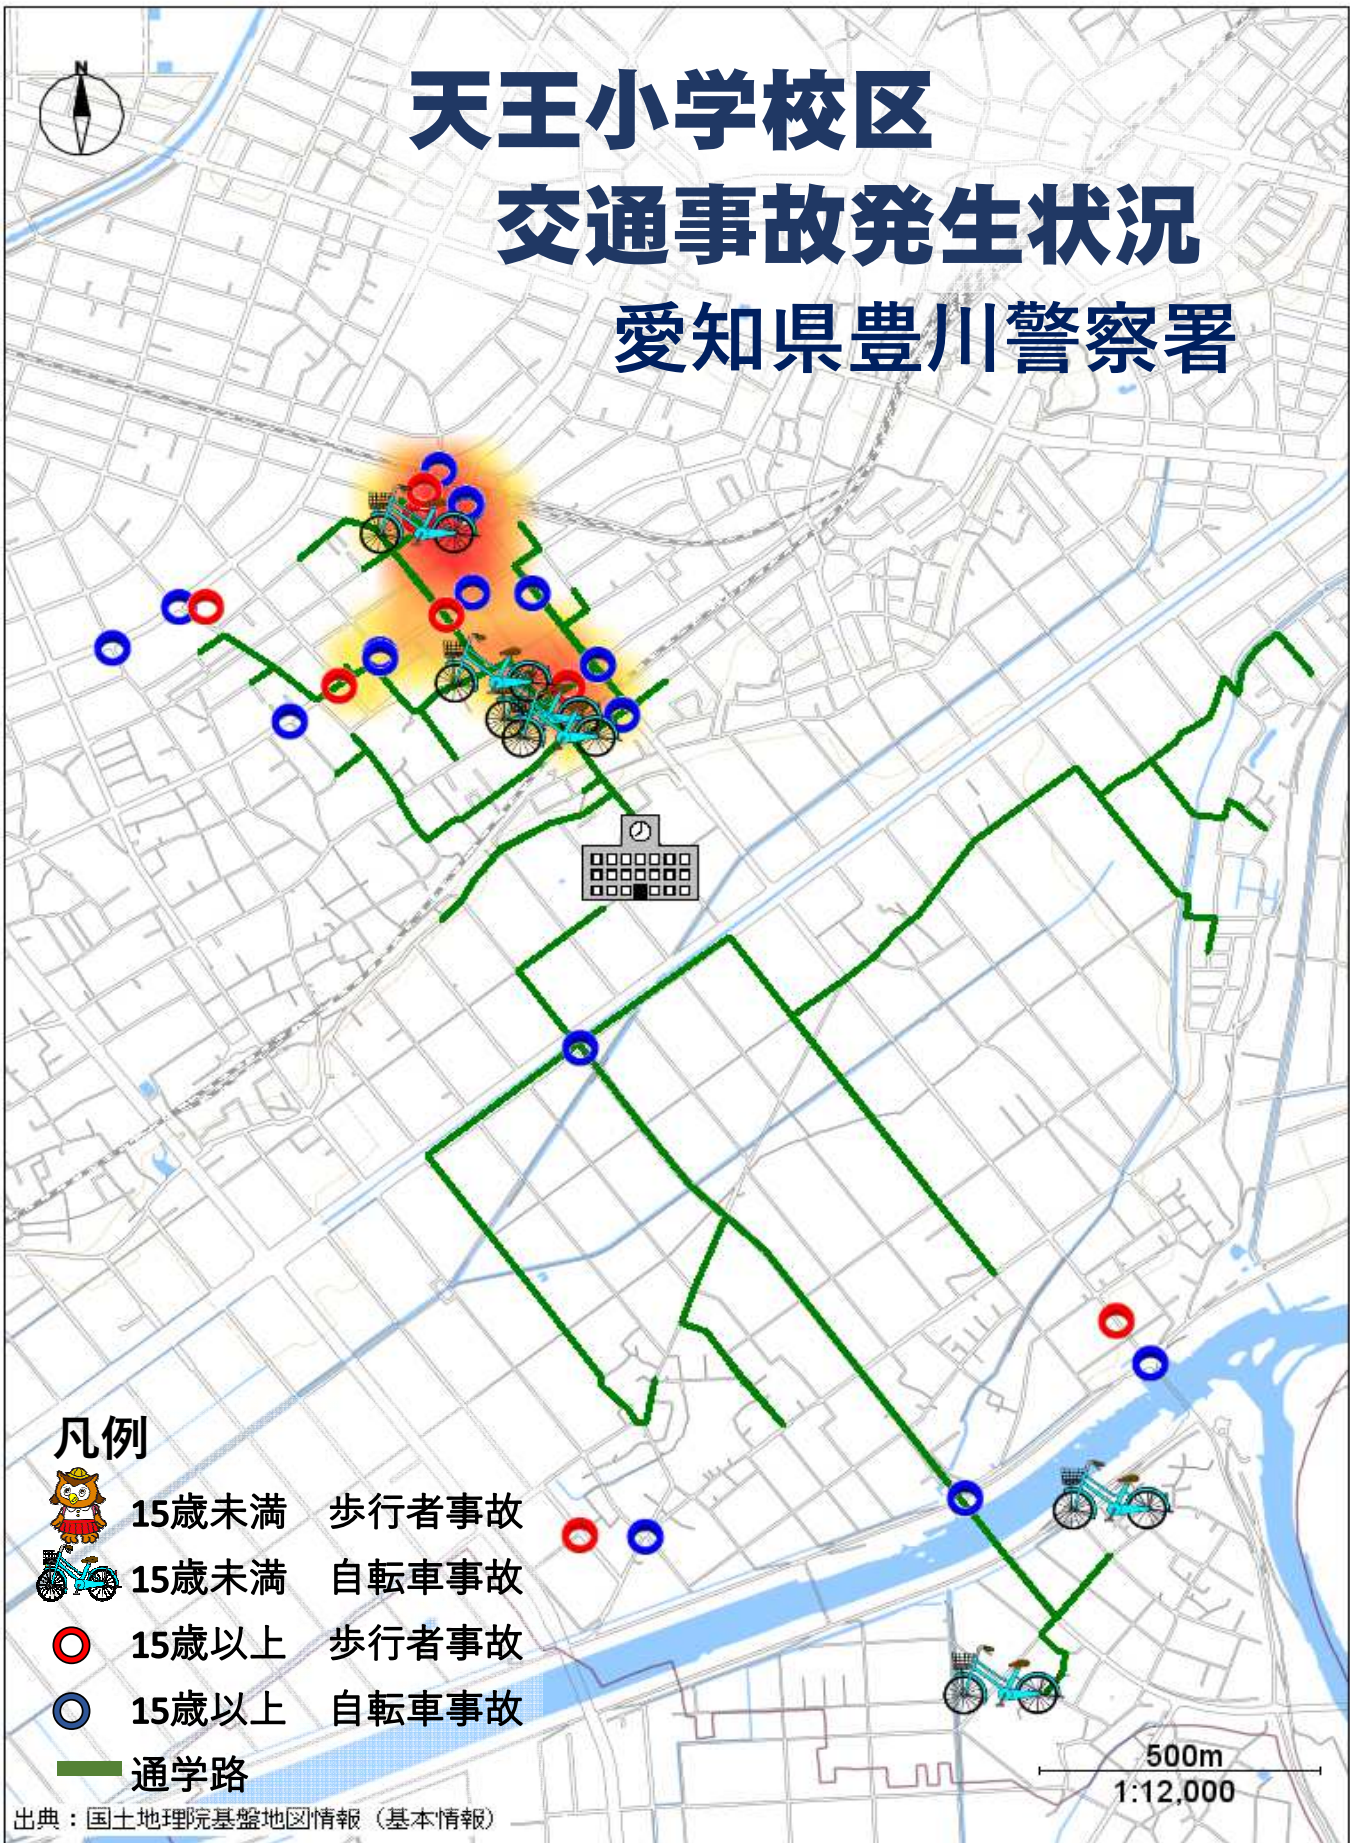 N
天王小学校区
交通事故発生状況
愛知県豊川警察署
凡例
15歳未満　歩行者事故
15歳未満　自転車事故
15歳以上　歩行者事故
15歳以上　自転車事故
通学路
500m
1:12,000
出典：国土地理院基盤地図情報（基本情報）